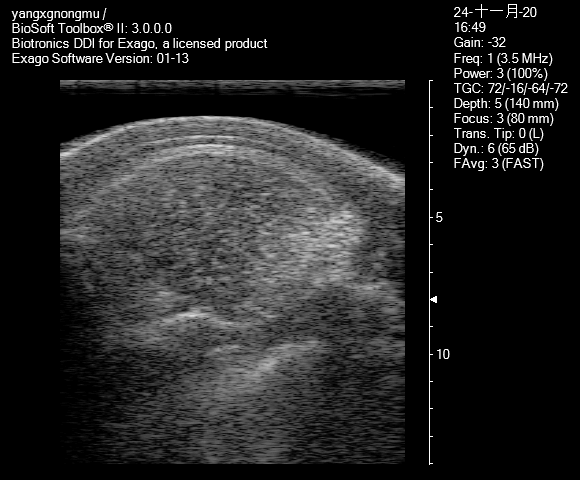 yangxgnongmu /
BioSoft Toolbox® II: 3.0.0.0
Biotronics DDI for Exago, a licensed product
Exago Software Version: 01-13
24-十一月-20
16:49
Gain: -32
Freq: 1 (3.5 MHz)
Power: 3 (100%)
TGC: 72/-16/-64/-72
Depth: 5 (140 mm)
Focus: 3 (80 mm)
Trans. Tip: 0 (L)
Dyn.: 6 (65 dB)
FAvg: 3 (FAST)
5
10